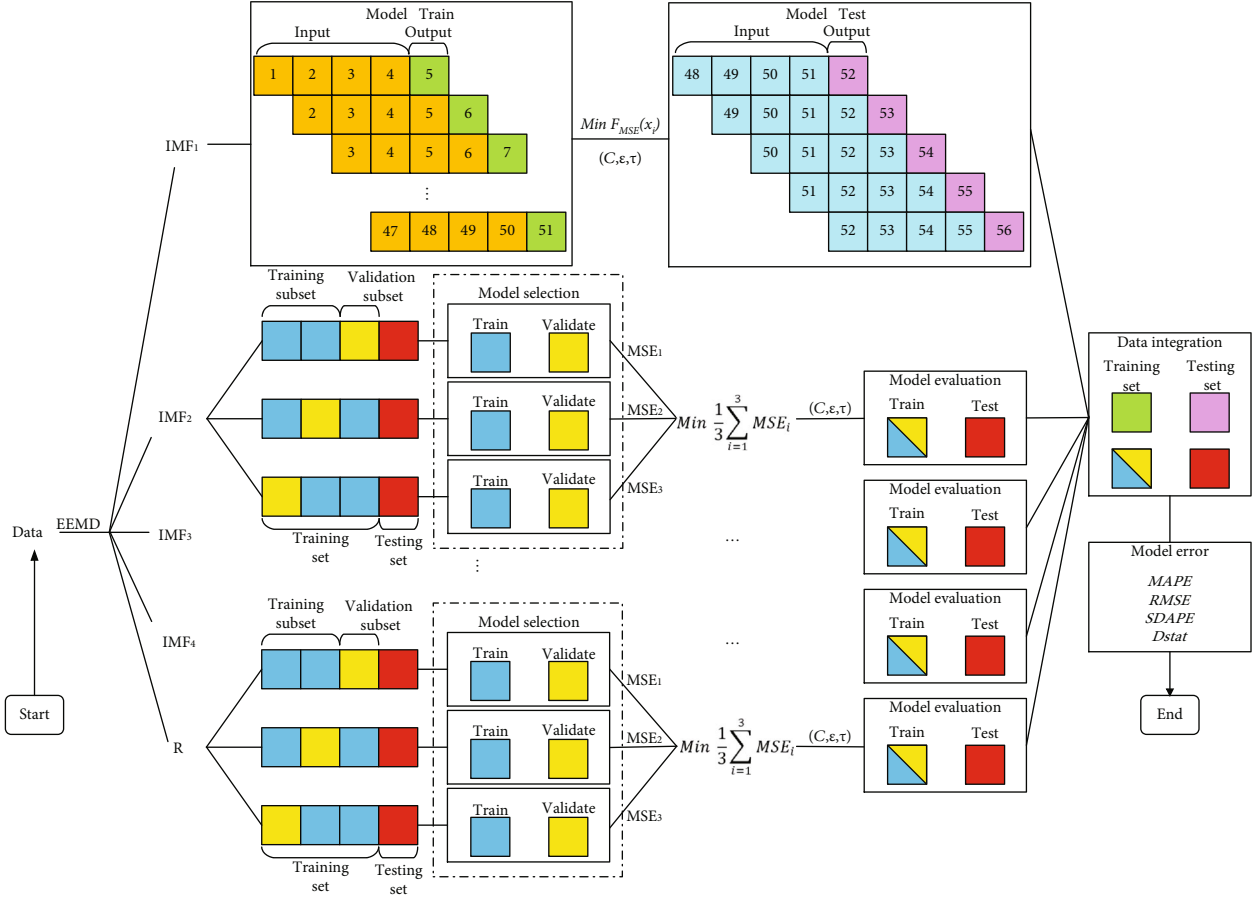 Model Train
Input Output
1 2 3 4 5
2 3 4 5 6
3 4 5 6 7
⋮
47 48 49 50 51
Min F_MSE(x_i)
(C,ε,τ)
Model Test
Input Output
48 49 50 51 52
49 50 51 52 53
50 51 52 53 54
51 52 53 54 55
52 53 54 55 56
Start
Data
EEMD
IMF1
IMF2
IMF3
IMF4
R
Training subset
Validation subset
Training set
Testing set
Model selection
Train Validate
Train Validate
Train Validate
MSE1
MSE2
MSE3
Min 1/3 ∑_{i=1}^{3} MSE_i
(C,ε,τ)
Model evaluation
Train Test
⋮
...
Model evaluation
Train Test
...
Model evaluation
Train Test
Training subset
Validation subset
Training set
Testing set
Model selection
Train Validate
Train Validate
Train Validate
MSE1
MSE2
MSE3
Min 1/3 ∑_{i=1}^{3} MSE_i
(C,ε,τ)
Model evaluation
Train Test
Data integration
Training set
Testing set
Model error
MAPE
RMSE
SDAPE
Dstat
End